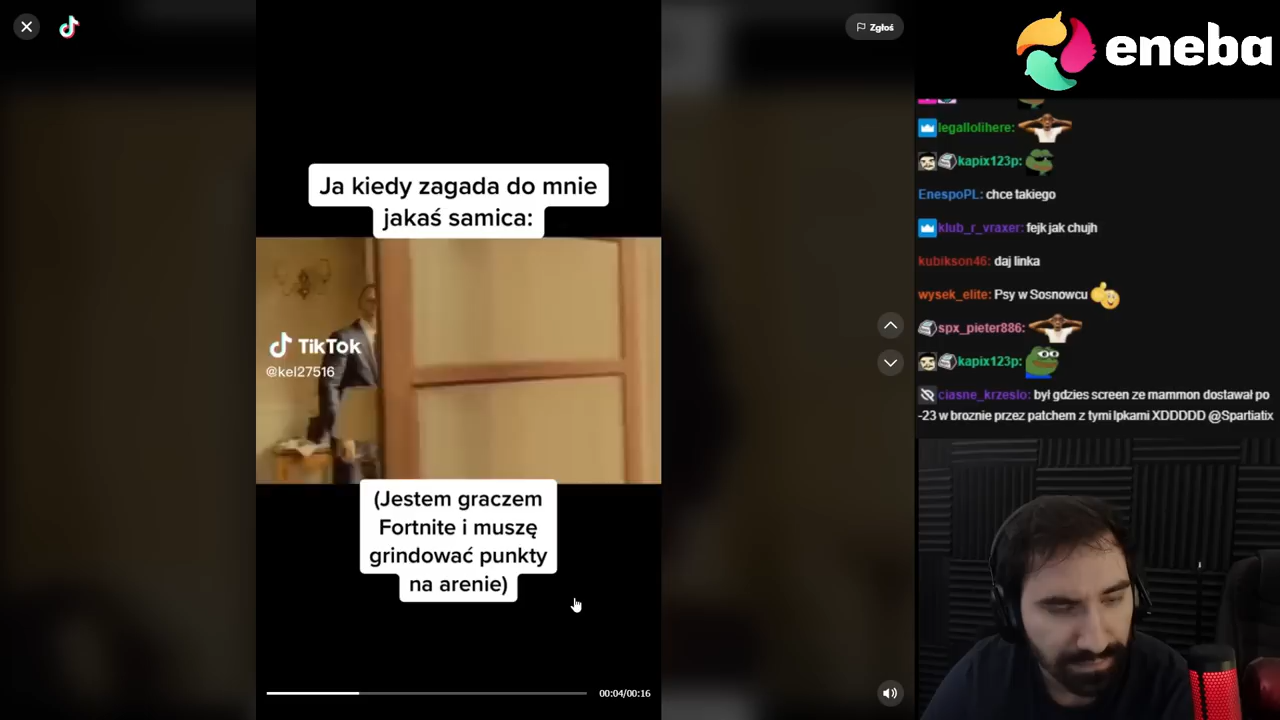 Zgłoś
eneba
Ja kiedy zagada do mnie
jakaś samica:
TikTok
@kel27516
(Jestem graczem
Fortnite i muszę
grindować punkty
na arenie)
00:04/00:16
legallolihere:
kapix123p:
EnespoPL: chce takiego
klub_r_vraxer: fejk jak chujh
kubikson46: daj linka
wysek_elite: Psy w Sosnowcu
spx_pieter886:
kapix123p:
ciasne_krzeslo: był gdzies screen ze mammon dostawał po
-23 w broznie przez patchem z tymi lpkami XDDDDD @Spartiatix